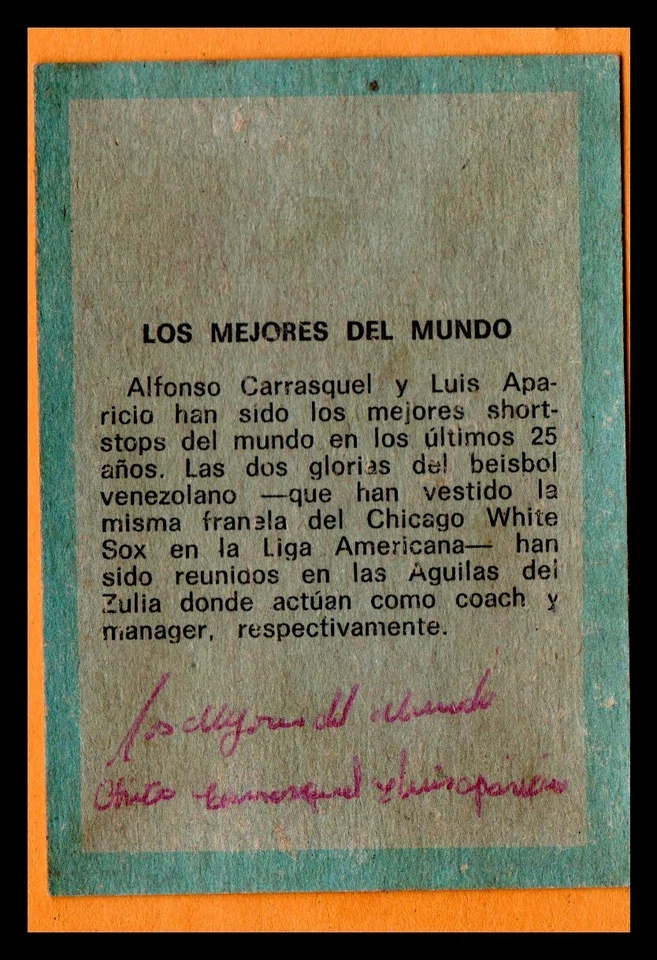 LOS MEJORES DEL MUNDO
Alfonso Carrasquel y Luis Apa-
ricio han sido los mejores short-
stops del mundo en los últimos 25
años. Las dos glorias del beisbol
venezolano —que han vestido la
misma franela del Chicago White
Sox en la Liga Americana— han
sido reunidos en las Aguilas del
Zulia donde actúan como coach y
manager, respectivamente.
los Mejores del Mundo
Chico Carrasquel y luis aparicio